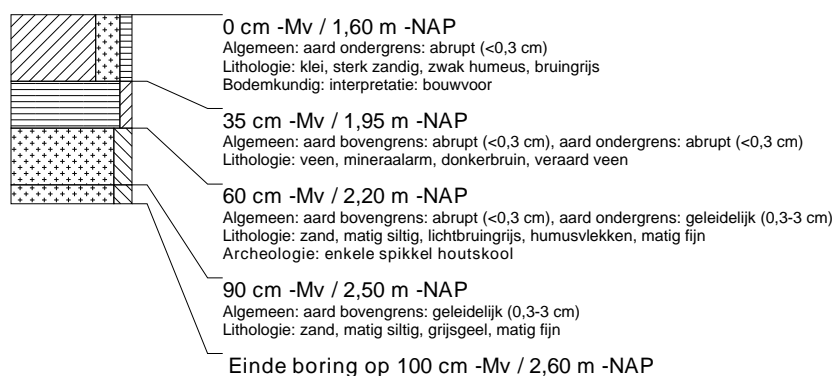 0 cm -Mv / 1,60 m -NAP
Algemeen: aard ondergrens: abrupt (<0,3 cm)
Lithologie: klei, sterk zandig, zwak humeus, bruingrijs
Bodemkundig: interpretatie: bouwvoor
35 cm -Mv / 1,95 m -NAP
Algemeen: aard bovengrens: abrupt (<0,3 cm), aard ondergrens: abrupt (<0,3 cm)
Lithologie: veen, mineraalarm, donkerbruin, veraard veen
60 cm -Mv / 2,20 m -NAP
Algemeen: aard bovengrens: abrupt (<0,3 cm), aard ondergrens: geleidelijk (0,3-3 cm)
Lithologie: zand, matig siltig, lichtbruingrijs, humusvlekken, matig fijn
Archeologie: enkele spikkel houtskool
90 cm -Mv / 2,50 m -NAP
Algemeen: aard bovengrens: geleidelijk (0,3-3 cm)
Lithologie: zand, matig siltig, grijsgeel, matig fijn
Einde boring op 100 cm -Mv / 2,60 m -NAP